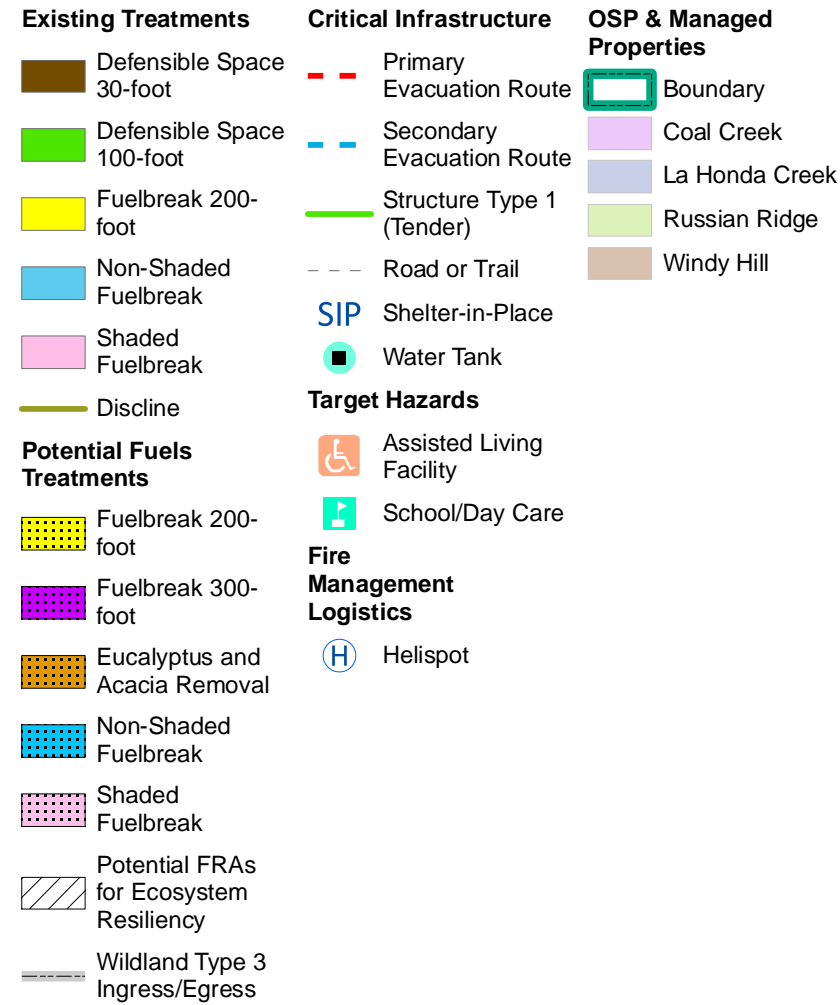 Existing Treatments
Defensible Space
30-foot
Defensible Space
100-foot
Fuelbreak 200-
foot
Non-Shaded
Fuelbreak
Shaded
Fuelbreak
Discline
Potential Fuels
Treatments
Fuelbreak 200-
foot
Fuelbreak 300-
foot
Eucalyptus and
Acacia Removal
Non-Shaded
Fuelbreak
Shaded
Fuelbreak
Potential FRAs
for Ecosystem
Resiliency
Wildland Type 3
Ingress/Egress
Critical Infrastructure
Primary
Evacuation Route
Secondary
Evacuation Route
Structure Type 1
(Tender)
Road or Trail
SIP Shelter-in-Place
Water Tank
Target Hazards
Assisted Living
Facility
School/Day Care
Fire
Management
Logistics
H Helispot
OSP & Managed
Properties
Boundary
Coal Creek
La Honda Creek
Russian Ridge
Windy Hill